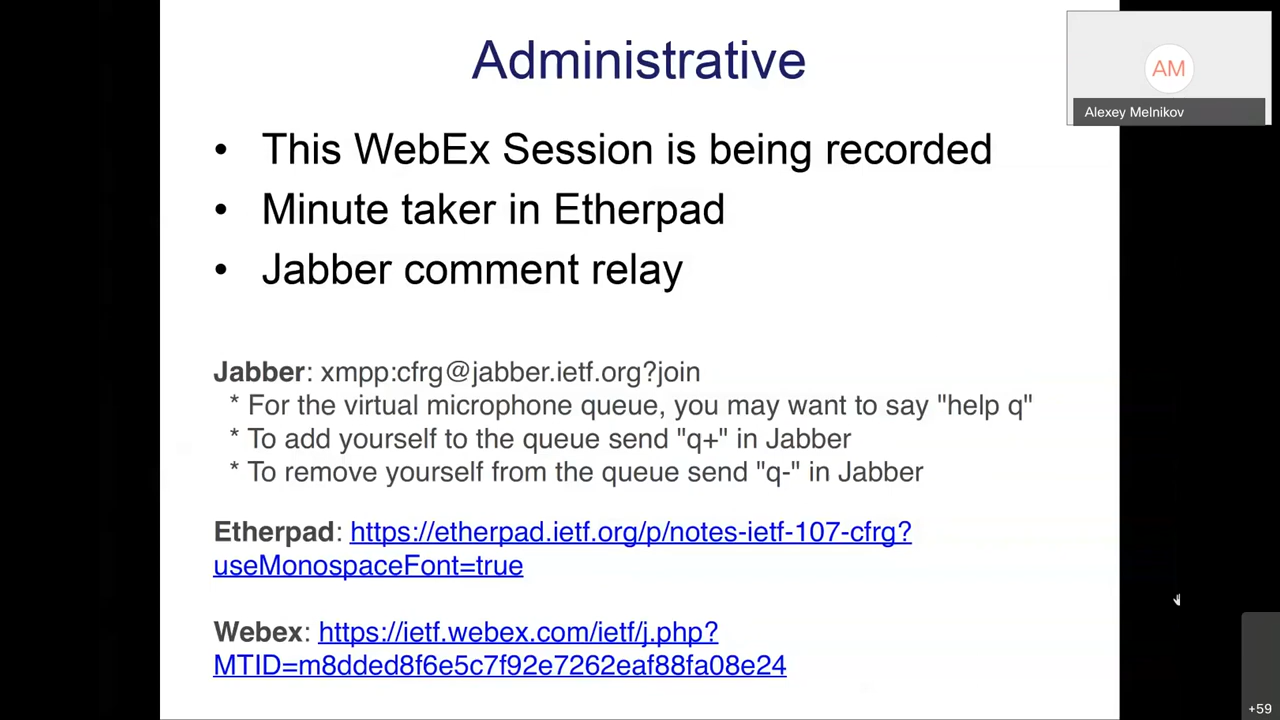 Administrative
AM
Alexey Melnikov
• This WebEx Session is being recorded
• Minute taker in Etherpad
• Jabber comment relay
Jabber: xmpp:cfrg@jabber.ietf.org?join
* For the virtual microphone queue, you may want to say "help q"
* To add yourself to the queue send "q+" in Jabber
* To remove yourself from the queue send "q-" in Jabber
Etherpad: https://etherpad.ietf.org/p/notes-ietf-107-cfrg?
useMonospaceFont=true
Webex: https://ietf.webex.com/ietf/j.php?
MTID=m8dded8f6e5c7f92e7262eaf88fa08e24
+59